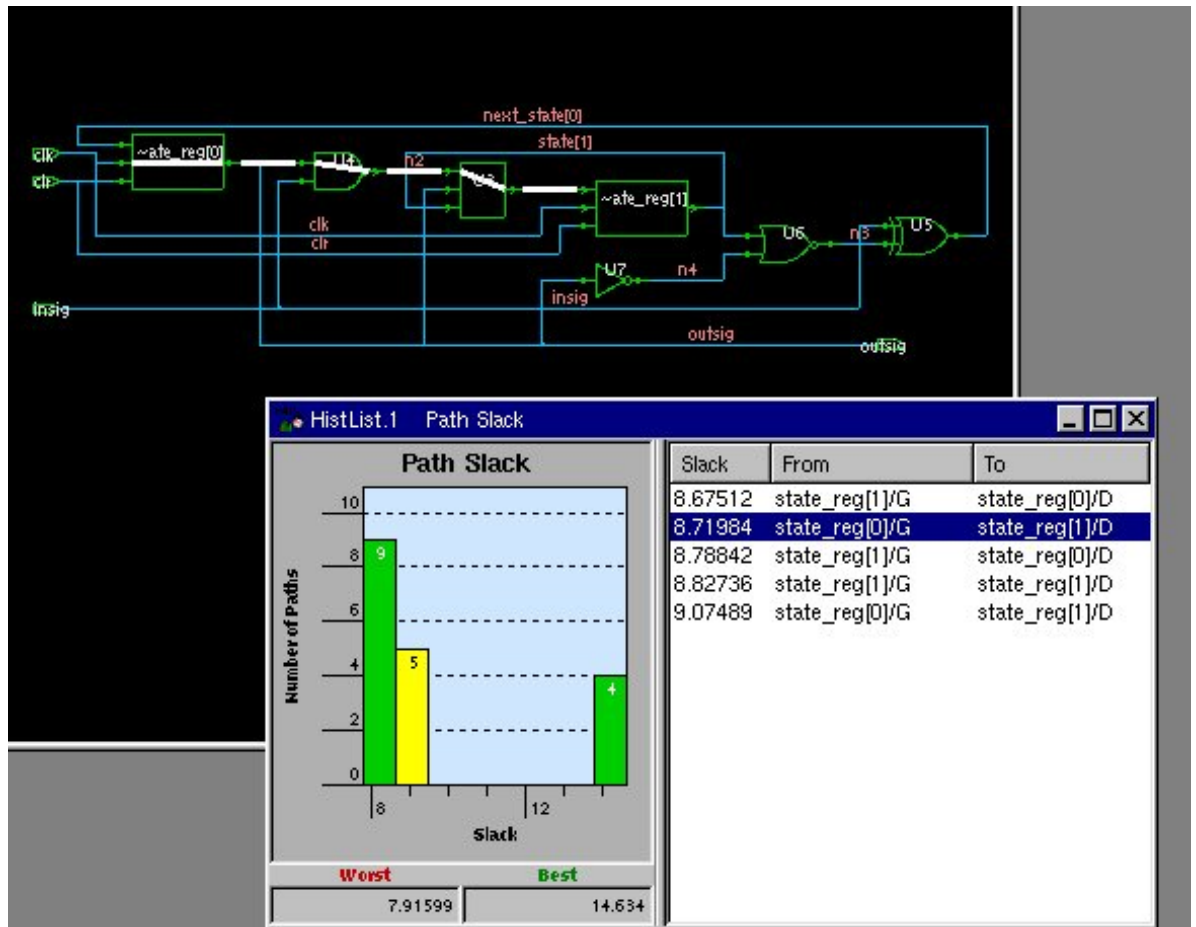 next_state[0]
state[1]
clk
~ate_reg[0]
U4
n2
clr
~ate_reg[1]
clk
clr
U6
n3
U5
U7
n4
insig
insig
outsig
outsig
HistList.1 Path Slack
Path Slack
Number of Paths
10
8
6
4
2
0
9
5
4
8
12
Slack
Worst
Best
7.91599
14.634
Slack From To
8.67512 state_reg[1]/G state_reg[0]/D
8.71984 state_reg[0]/G state_reg[1]/D
8.78842 state_reg[1]/G state_reg[0]/D
8.82736 state_reg[1]/G state_reg[1]/D
9.07489 state_reg[0]/G state_reg[1]/D